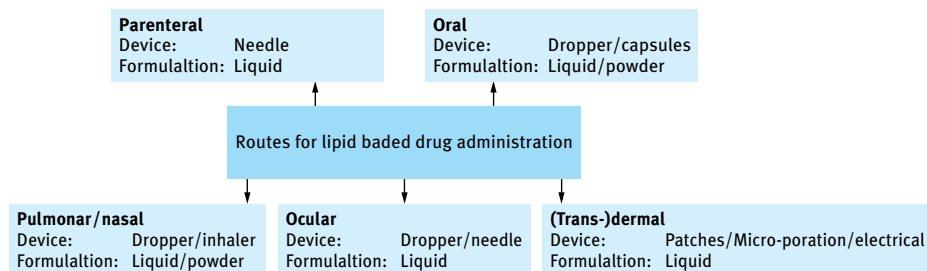 Parenteral
Device: Needle
Formulaltion: Liquid
Oral
Device: Dropper/capsules
Formulaltion: Liquid/powder
Routes for lipid baded drug administration
Pulmonar/nasal
Device: Dropper/inhaler
Formulaltion: Liquid/powder
Ocular
Device: Dropper/needle
Formulaltion: Liquid
(Trans-)dermal
Device: Patches/Micro-poration/electrical
Formulaltion: Liquid